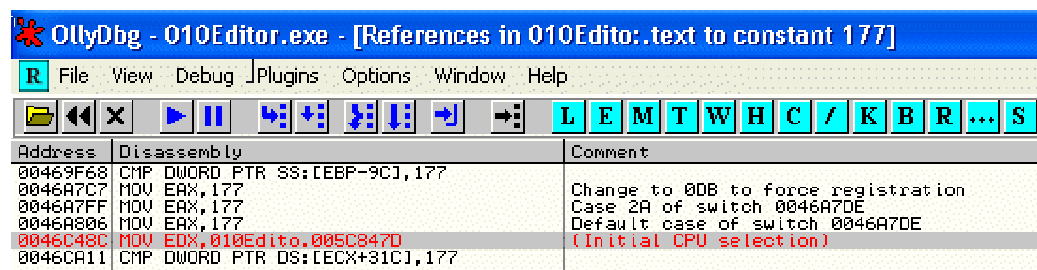 OllyDbg - 010Editor.exe - [References in 010Edito:.text to constant 177]
R File View Debug Plugins Options Window Help
L E M T W H C / K B R ... S
Address Disassembly Comment
00469F68 CMP DWORD PTR SS:[EBP-9C],177
0046A7C7 MOV EAX,177 Change to 0DB to force registration
0046A7FF MOV EAX,177 Case 2A of switch 0046A7DE
0046A806 MOV EAX,177 Default case of switch 0046A7DE
0046C48C MOV EDX,010Edito.005C847D (Initial CPU selection)
0046CA11 CMP DWORD PTR DS:[ECX+31C],177